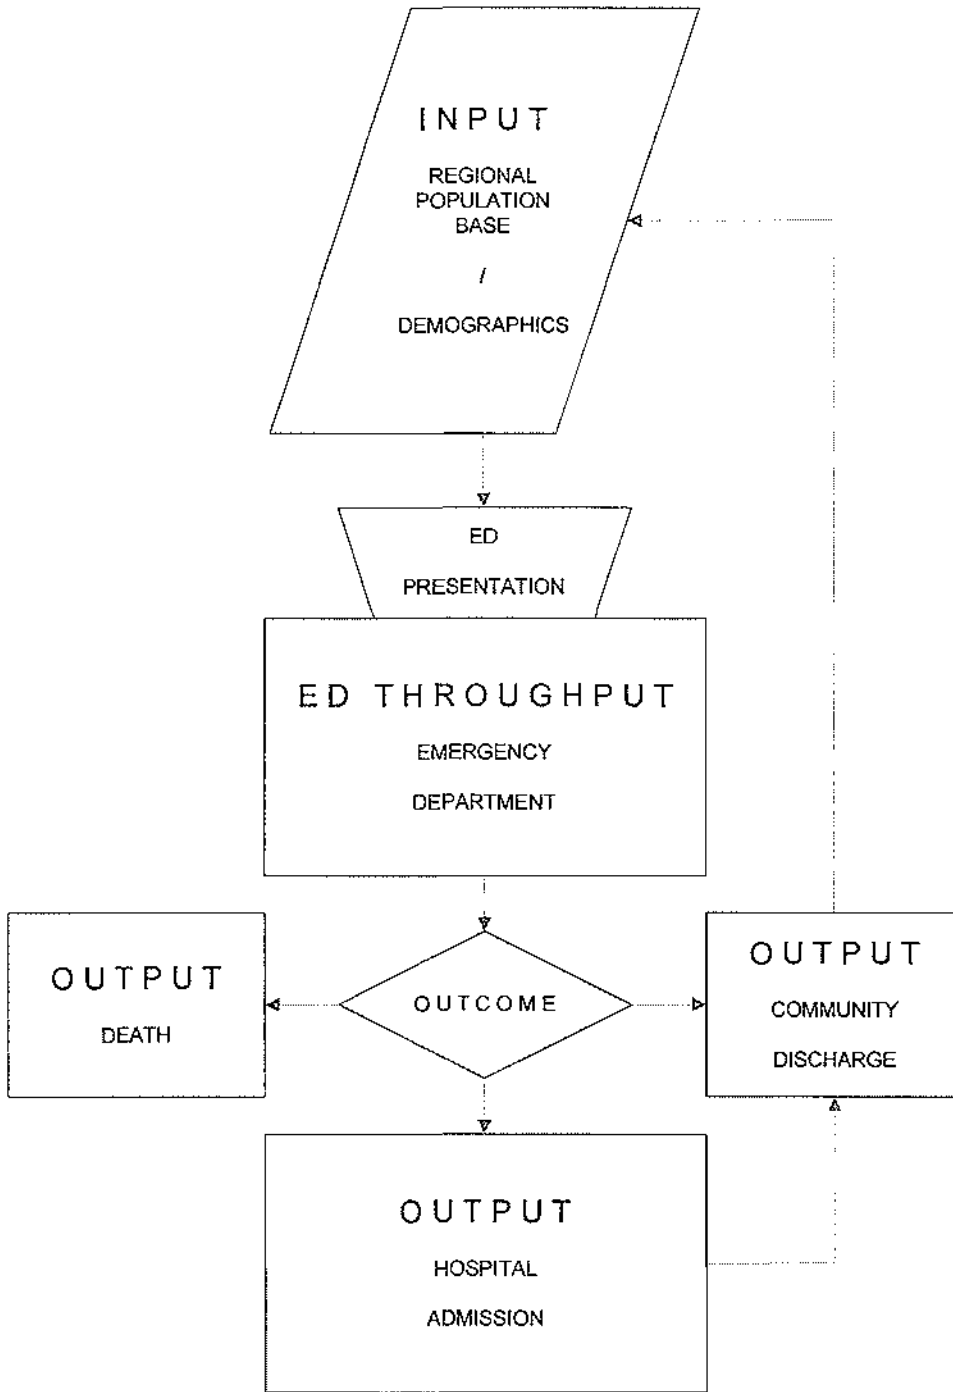 INPUT
REGIONAL
POPULATION
BASE
/
DEMOGRAPHICS
ED
PRESENTATION
ED THROUGHPUT
EMERGENCY
DEPARTMENT
OUTPUT
DEATH
OUTCOME
OUTPUT
COMMUNITY
DISCHARGE
OUTPUT
HOSPITAL
ADMISSION